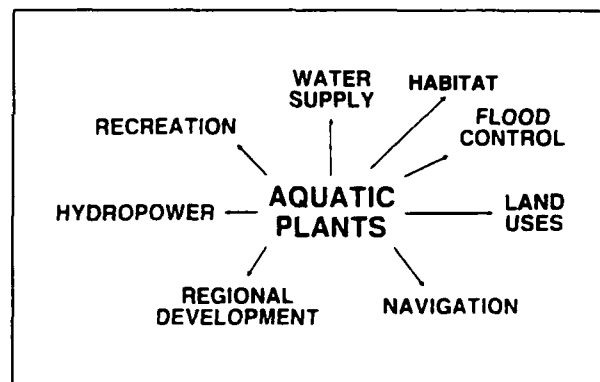 WATER
SUPPLY
HABITAT
FLOOD
CONTROL
RECREATION
HYDROPOWER
AQUATIC
PLANTS
LAND
USES
REGIONAL
DEVELOPMENT
NAVIGATION